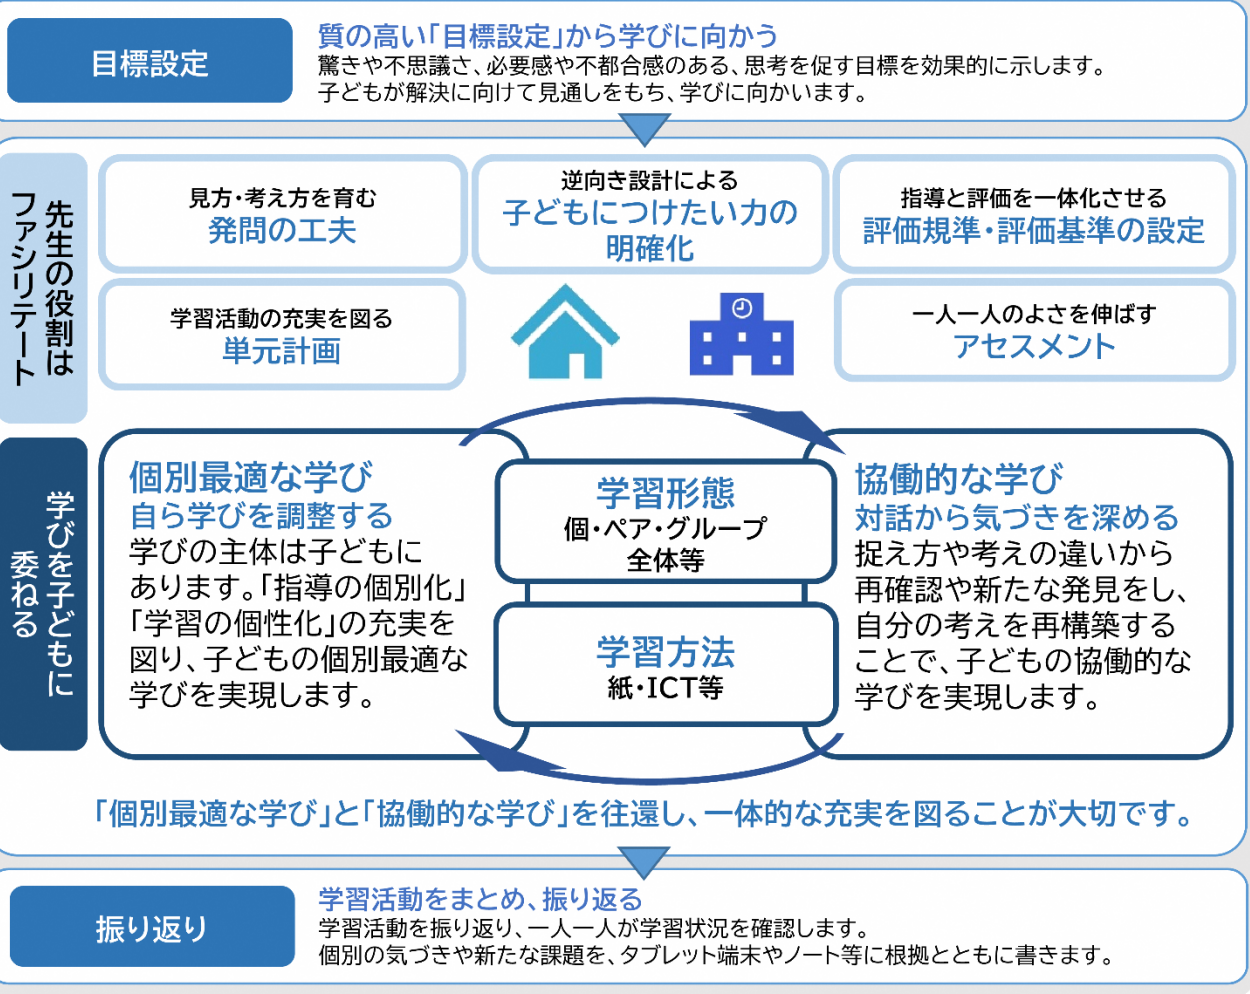 目標設定
質の高い「目標設定」から学びに向かう
驚きや不思議さ、必要感や不都合感のある、思考を促す目標を効果的に示します。
子どもが解決に向けて見通しをもち、学びに向かいます。
先生の役割は
ファシリテート
見方・考え方を育む
発問の工夫
逆向き設計による
子どもにつけたい力の
明確化
指導と評価を一体化させる
評価規準・評価基準の設定
学習活動の充実を図る
単元計画
一人一人のよさを伸ばす
アセスメント
学びを子どもに
委ねる
個別最適な学び
自ら学びを調整する
学びの主体は子どもに
あります。「指導の個別化」
「学習の個性化」の充実を
図り、子どもの個別最適な
学びを実現します。
学習形態
個・ペア・グループ
全体等
学習方法
紙・ICT等
協働的な学び
対話から気づきを深める
捉え方や考えの違いから
再確認や新たな発見をし、
自分の考えを再構築する
ことで、子どもの協働的な
学びを実現します。
「個別最適な学び」と「協働的な学び」を往還し、一体的な充実を図ることが大切です。
振り返り
学習活動をまとめ、振り返る
学習活動を振り返り、一人一人が学習状況を確認します。
個別の気づきや新たな課題を、タブレット端末やノート等に根拠とともに書きます。